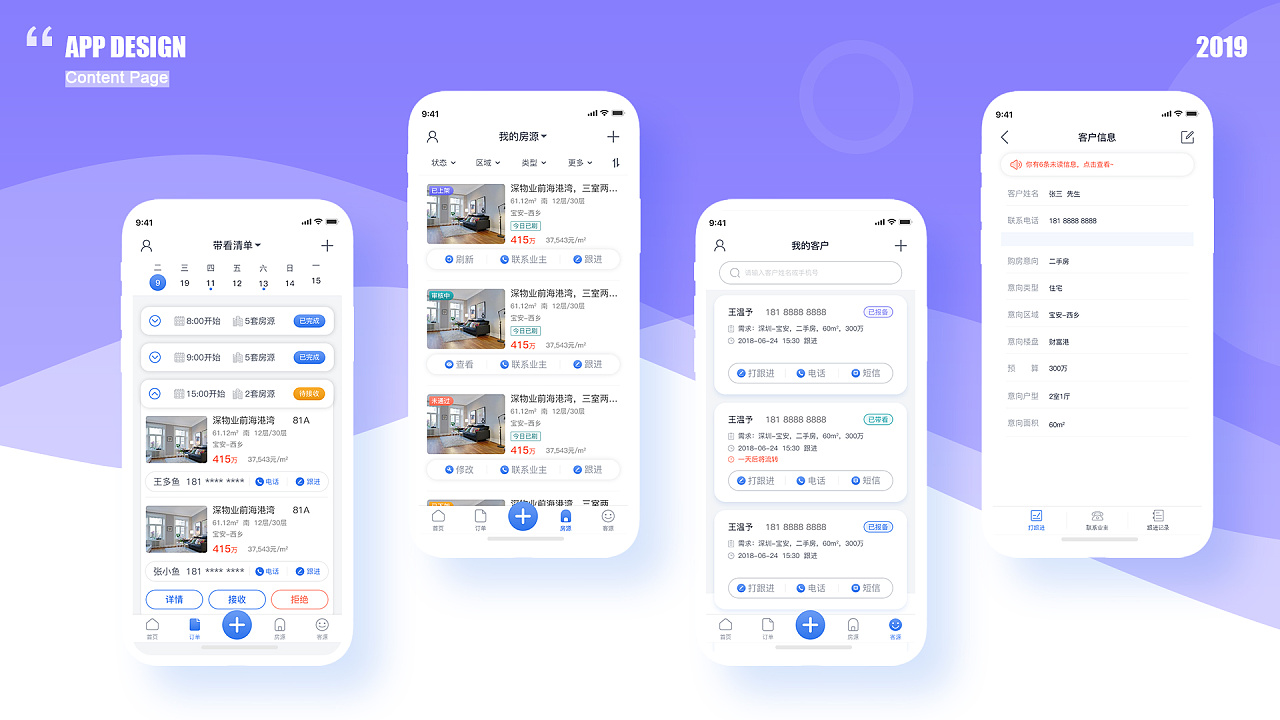 “
APP DESIGN
Content Page
2019
9:41
带看清单
二 三 四 五 六 日 一
9 19 11 12 13 14 15
8:00开始 5套房源 已完成
9:00开始 5套房源 已完成
15:00开始 2套房源 待接收
深物业前海港湾 81A
61.12m² 南 12层/30层
宝安-西乡
415万 37,543元/m²
王多鱼 181 **** **** 电话 跟进
深物业前海港湾 81A
61.12m² 南 12层/30层
宝安-西乡
415万 37,543元/m²
张小鱼 181 **** **** 电话 跟进
详情 接收 拒绝
首页 订单 房源 客源
9:41
我的房源
状态 区域 类型 更多
已上架
深物业前海港湾，三室两...
61.12m² 南 12层/30层
宝安-西乡
今日已刷
415万 37,543元/m²
刷新 联系业主 跟进
审核中
深物业前海港湾，三室两...
61.12m² 南 12层/30层
宝安-西乡
今日已刷
415万 37,543元/m²
查看 联系业主 跟进
未通过
深物业前海港湾，三室两...
61.12m² 南 12层/30层
宝安-西乡
今日已刷
415万 37,543元/m²
修改 联系业主 跟进
深物业前海港湾，三室两...
首页 订单 房源 客源
9:41
我的客户
请输入客户姓名或手机号
王温予 181 8888 8888 已报备
需求：深圳-宝安，二手房，60m²，300万
2018-06-24 15:30 跟进
打跟进 电话 短信
王温予 181 8888 8888 已带看
需求：深圳-宝安，二手房，60m²，300万
2018-06-24 15:30 跟进
一天后将流转
打跟进 电话 短信
王温予 181 8888 8888 已报备
需求：深圳-宝安，二手房，60m²，300万
2018-06-24 15:30 跟进
打跟进 电话 短信
首页 订单 房源 客源
9:41
客户信息
你有6条未读信息，点击查看~
客户姓名 张三 先生
联系电话 181 8888 8888
购房意向 二手房
意向类型 住宅
意向区域 宝安-西乡
意向楼盘 财富港
预 算 300万
意向户型 2室1厅
意向面积 60m²
打跟进 联系业主 跟进记录